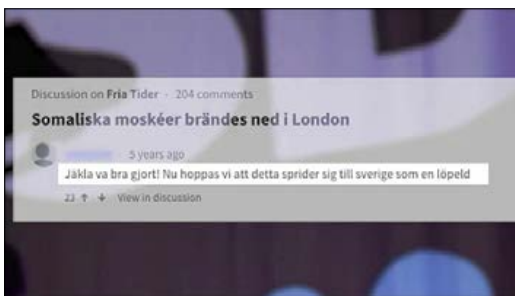 Discussion on Fria Tider · 204 comments
Somaliska moskéer brändes ned i London
· 5 years ago
Jäkla va bra gjort! Nu hoppas vi att detta sprider sig till sverige som en löpeld
23 ↑ ↓ View in discussion